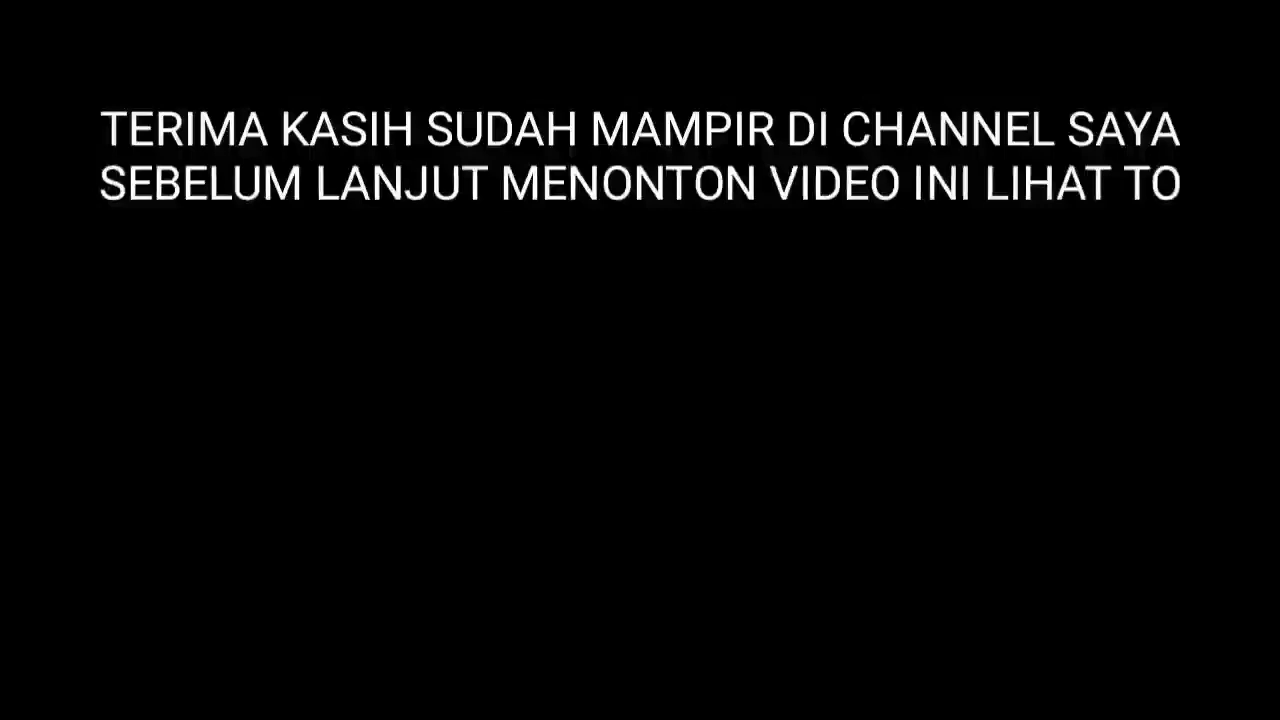 TERIMA KASIH SUDAH MAMPIR DI CHANNEL SAYA
SEBELUM LANJUT MENONTON VIDEO INI LIHAT TO